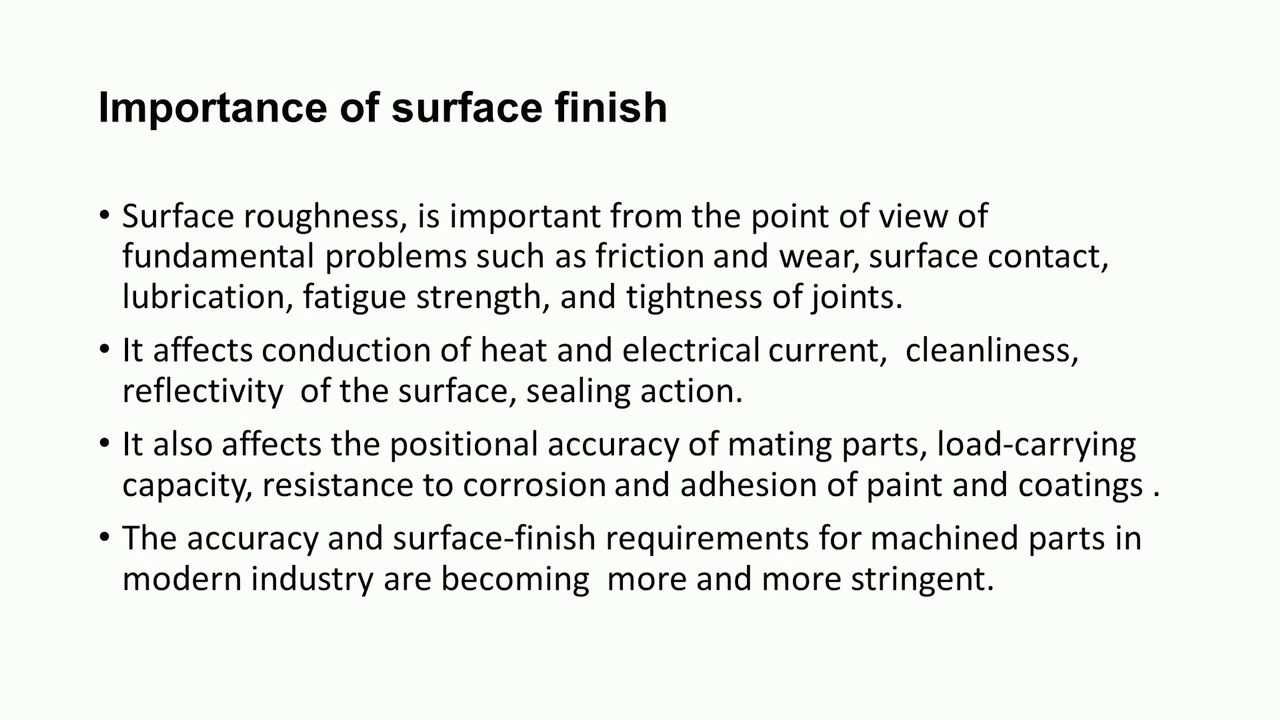 Importance of surface finish
• Surface roughness, is important from the point of view of
fundamental problems such as friction and wear, surface contact,
lubrication, fatigue strength, and tightness of joints.
• It affects conduction of heat and electrical current,  cleanliness,
reflectivity  of the surface, sealing action.
• It also affects the positional accuracy of mating parts, load-carrying
capacity, resistance to corrosion and adhesion of paint and coatings .
• The accuracy and surface-finish requirements for machined parts in
modern industry are becoming  more and more stringent.